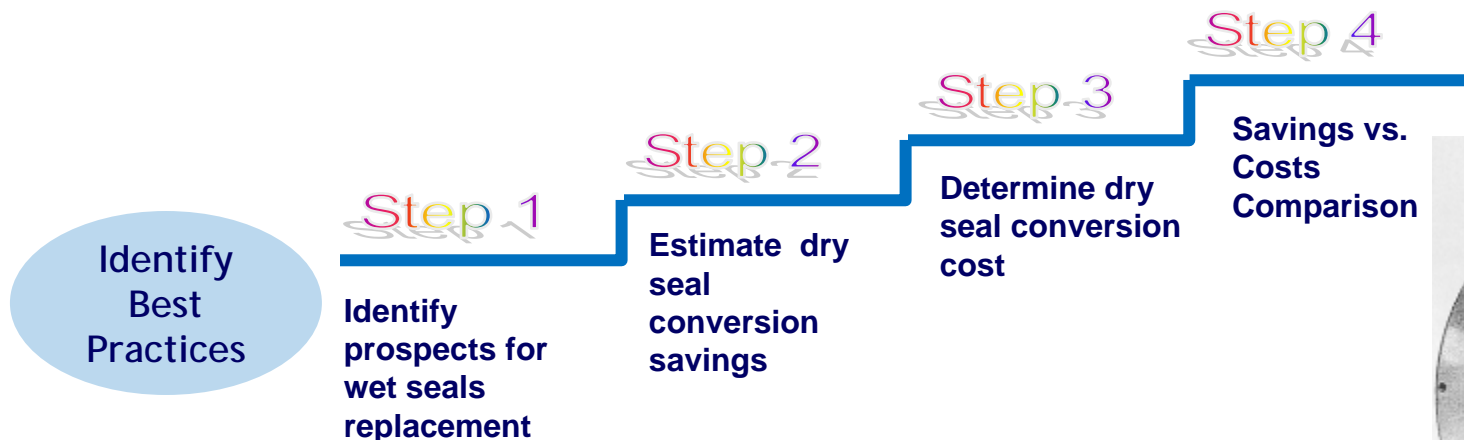 Identify
Best
Practices
Step 1
Identify
prospects for
wet seals
replacement
Step 2
Estimate dry
seal
conversion
savings
Step 3
Determine dry
seal conversion
cost
Step 4
Savings vs.
Costs
Comparison